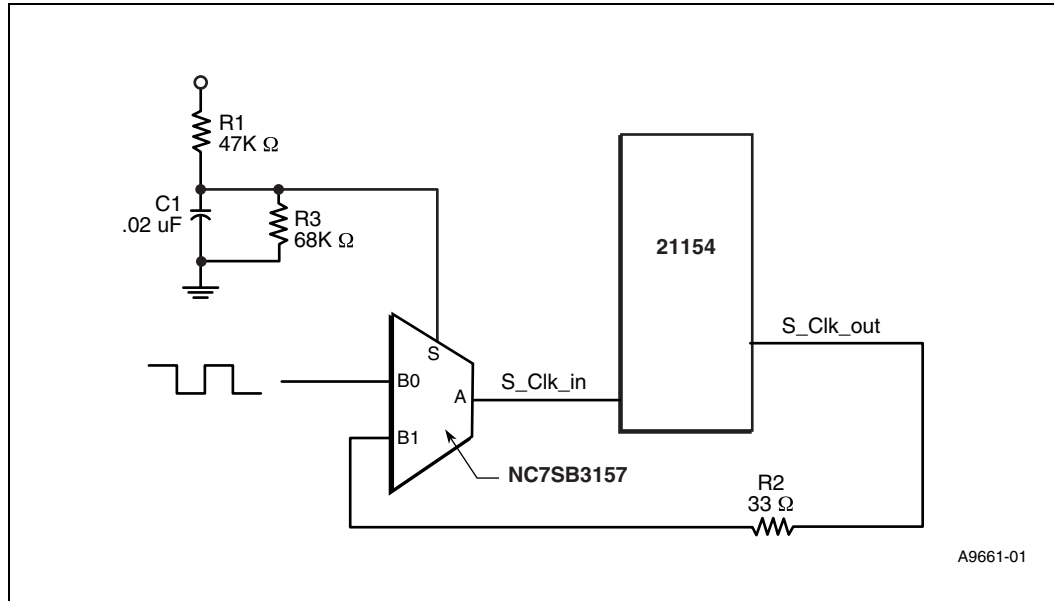 R1
47K Ω
C1
.02 uF
R3
68K Ω
21154
S_Clk_out
S
B0
A
S_Clk_in
B1
NC7SB3157
R2
33 Ω
A9661-01